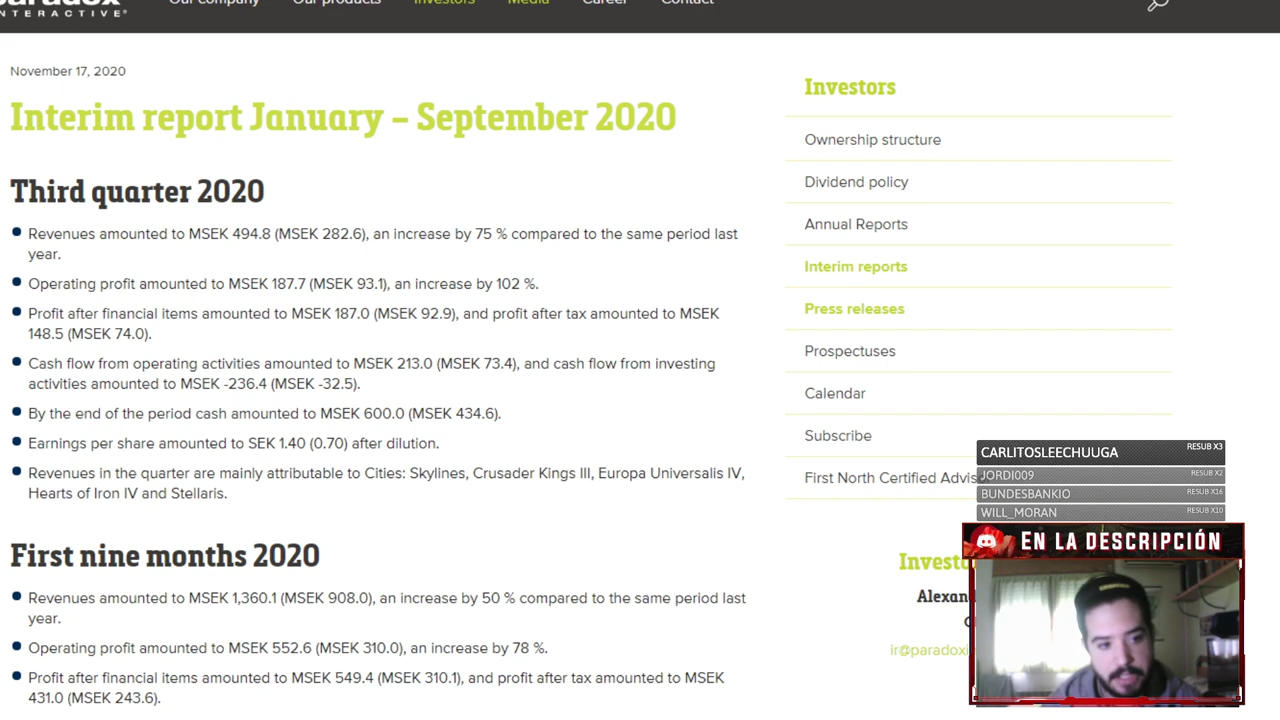 INTERACTIVE®
Our company
Our products
Investors
Media
Career
Contact
November 17, 2020
Interim report January – September 2020
Third quarter 2020
Revenues amounted to MSEK 494.8 (MSEK 282.6), an increase by 75 % compared to the same period last
year.
Operating profit amounted to MSEK 187.7 (MSEK 93.1), an increase by 102 %.
Profit after financial items amounted to MSEK 187.0 (MSEK 92.9), and profit after tax amounted to MSEK
148.5 (MSEK 74.0).
Cash flow from operating activities amounted to MSEK 213.0 (MSEK 73.4), and cash flow from investing
activities amounted to MSEK -236.4 (MSEK -32.5).
By the end of the period cash amounted to MSEK 600.0 (MSEK 434.6).
Earnings per share amounted to SEK 1.40 (0.70) after dilution.
Revenues in the quarter are mainly attributable to Cities: Skylines, Crusader Kings III, Europa Universalis IV,
Hearts of Iron IV and Stellaris.
First nine months 2020
Revenues amounted to MSEK 1,360.1 (MSEK 908.0), an increase by 50 % compared to the same period last
year.
Operating profit amounted to MSEK 552.6 (MSEK 310.0), an increase by 78 %.
Profit after financial items amounted to MSEK 549.4 (MSEK 310.1), and profit after tax amounted to MSEK
431.0 (MSEK 243.6).
Investors
Ownership structure
Dividend policy
Annual Reports
Interim reports
Press releases
Prospectuses
Calendar
Subscribe
First North Certified Advis
CARLITOSLEECHUUGA RESUB X3
JORDI009 RESUB X2
BUNDESBANKIO RESUB X16
WILL_MORAN RESUB X10
EN LA DESCRIPCIÓN
Investo
Alexan
ir@paradoxi